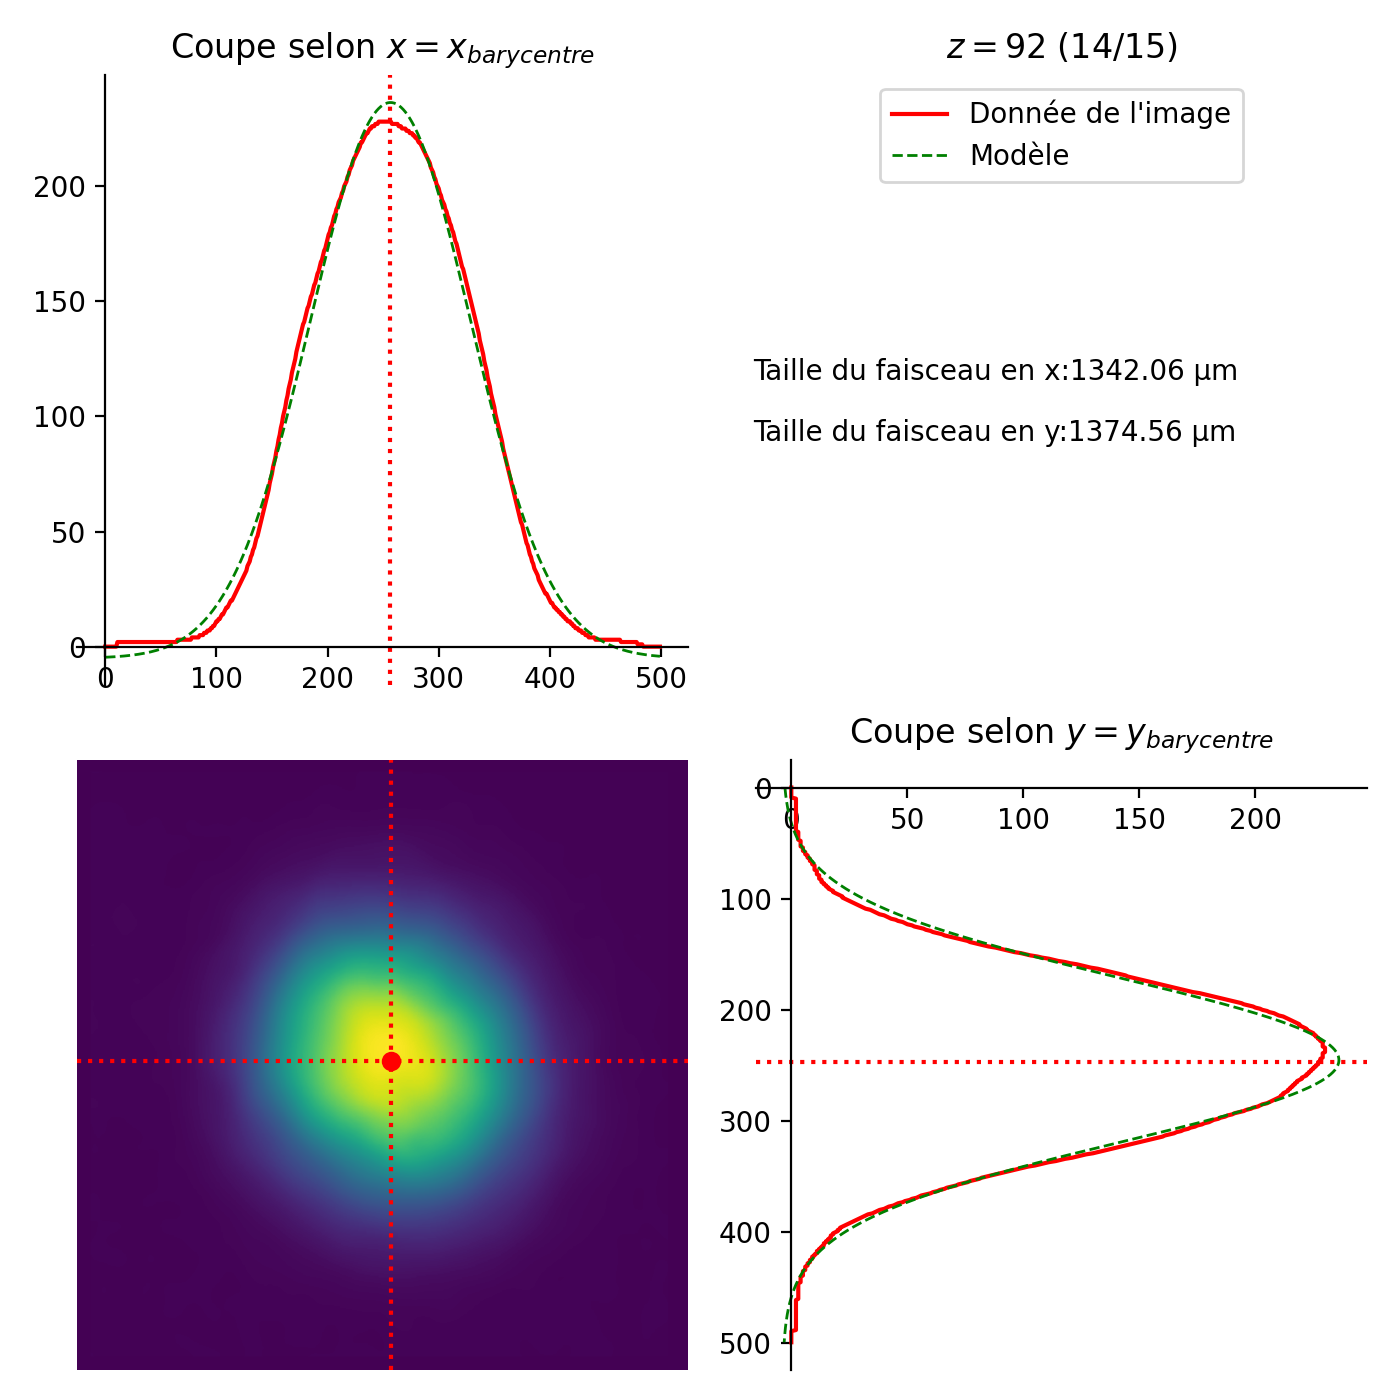 Coupe selon x = x_barycentre
200
150
100
50
0
0 100 200 300 400 500
z = 92 (14/15)
Donnée de l'image
Modèle
Taille du faisceau en x:1342.06 µm
Taille du faisceau en y:1374.56 µm
Coupe selon y = y_barycentre
0
0 50 100 150 200
100
200
300
400
500